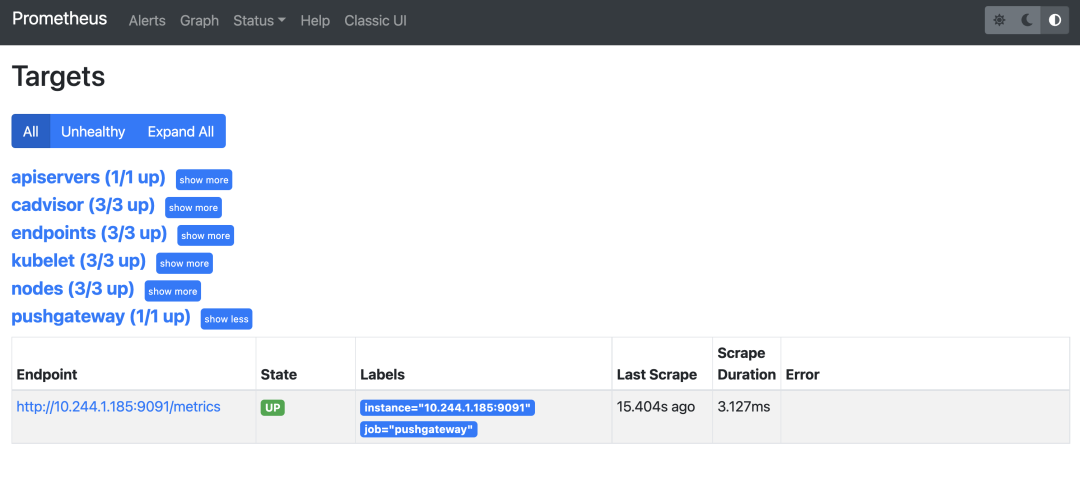 Prometheus Alerts Graph Status Help Classic UI
Targets
All Unhealthy Expand All
apiservers (1/1 up) show more
cadvisor (3/3 up) show more
endpoints (3/3 up) show more
kubelet (3/3 up) show more
nodes (3/3 up) show more
pushgateway (1/1 up) show less
Endpoint State Labels Last Scrape Scrape Duration Error
http://10.244.1.185:9091/metrics UP instance="10.244.1.185:9091" 15.404s ago 3.127ms
job="pushgateway"